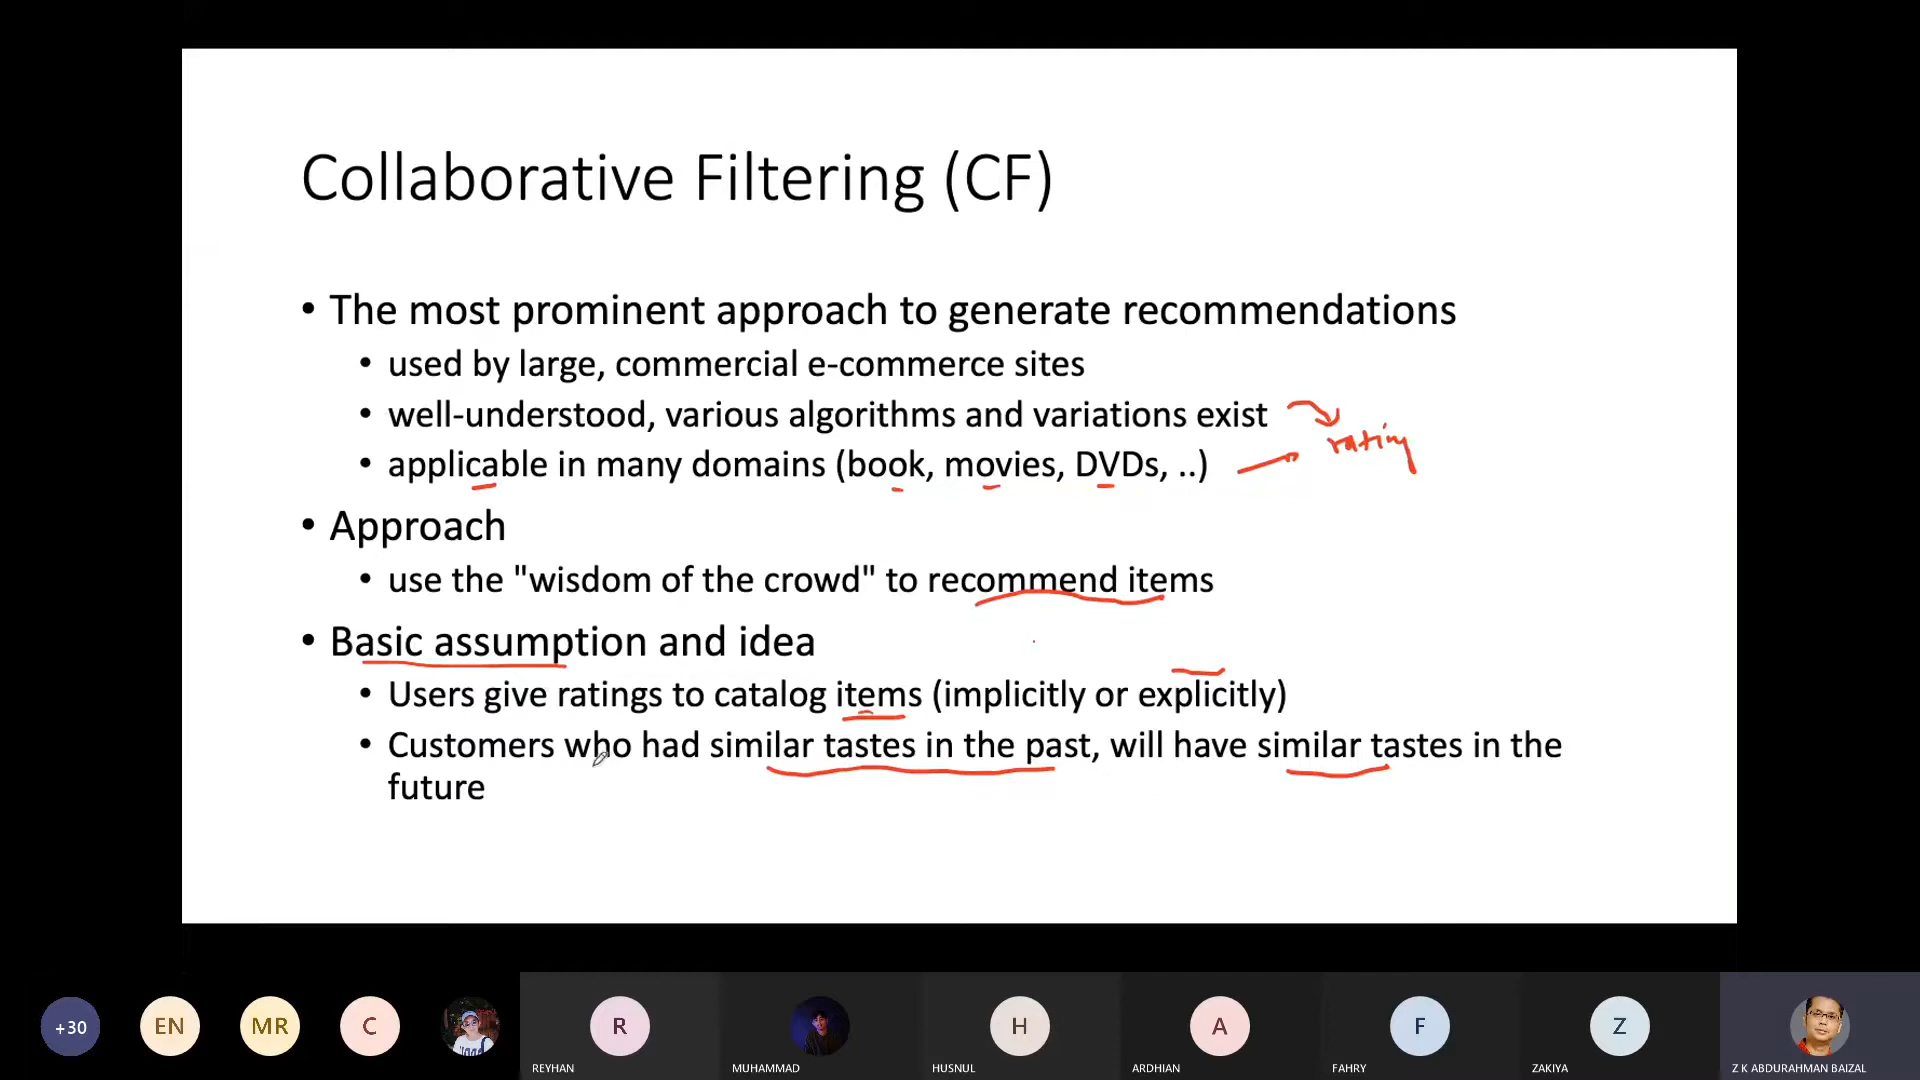 Collaborative Filtering (CF)
• The most prominent approach to generate recommendations
• used by large, commercial e-commerce sites
• well-understood, various algorithms and variations exist
rating
• applicable in many domains (book, movies, DVDs, ..)
• Approach
• use the "wisdom of the crowd" to recommend items
• Basic assumption and idea
• Users give ratings to catalog items (implicitly or explicitly)
• Customers who had similar tastes in the past, will have similar tastes in the
future
+30 EN MR C R H A F Z
REYHAN MUHAMMAD HUSNUL ARDHIAN FAHRY ZAKIYA Z K ABDURAHMAN BAIZAL